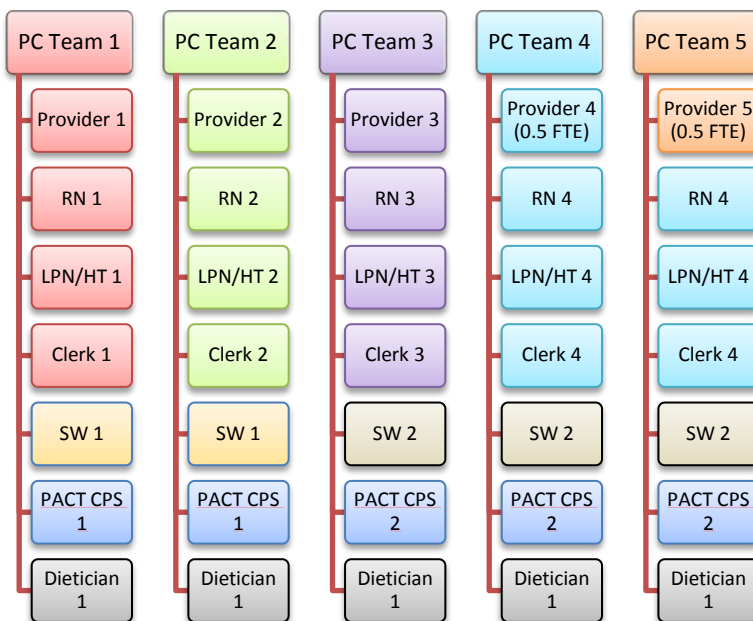 PC Team 1
Provider 1
RN 1
LPN/HT 1
Clerk 1
SW 1
PACT CPS
1
Dietician
1
PC Team 2
Provider 2
RN 2
LPN/HT 2
Clerk 2
SW 1
PACT CPS
1
Dietician
1
PC Team 3
Provider 3
RN 3
LPN/HT 3
Clerk 3
SW 2
PACT CPS
2
Dietician
1
PC Team 4
Provider 4
(0.5 FTE)
RN 4
LPN/HT 4
Clerk 4
SW 2
PACT CPS
2
Dietician
1
PC Team 5
Provider 5
(0.5 FTE)
RN 4
LPN/HT 4
Clerk 4
SW 2
PACT CPS
2
Dietician
1